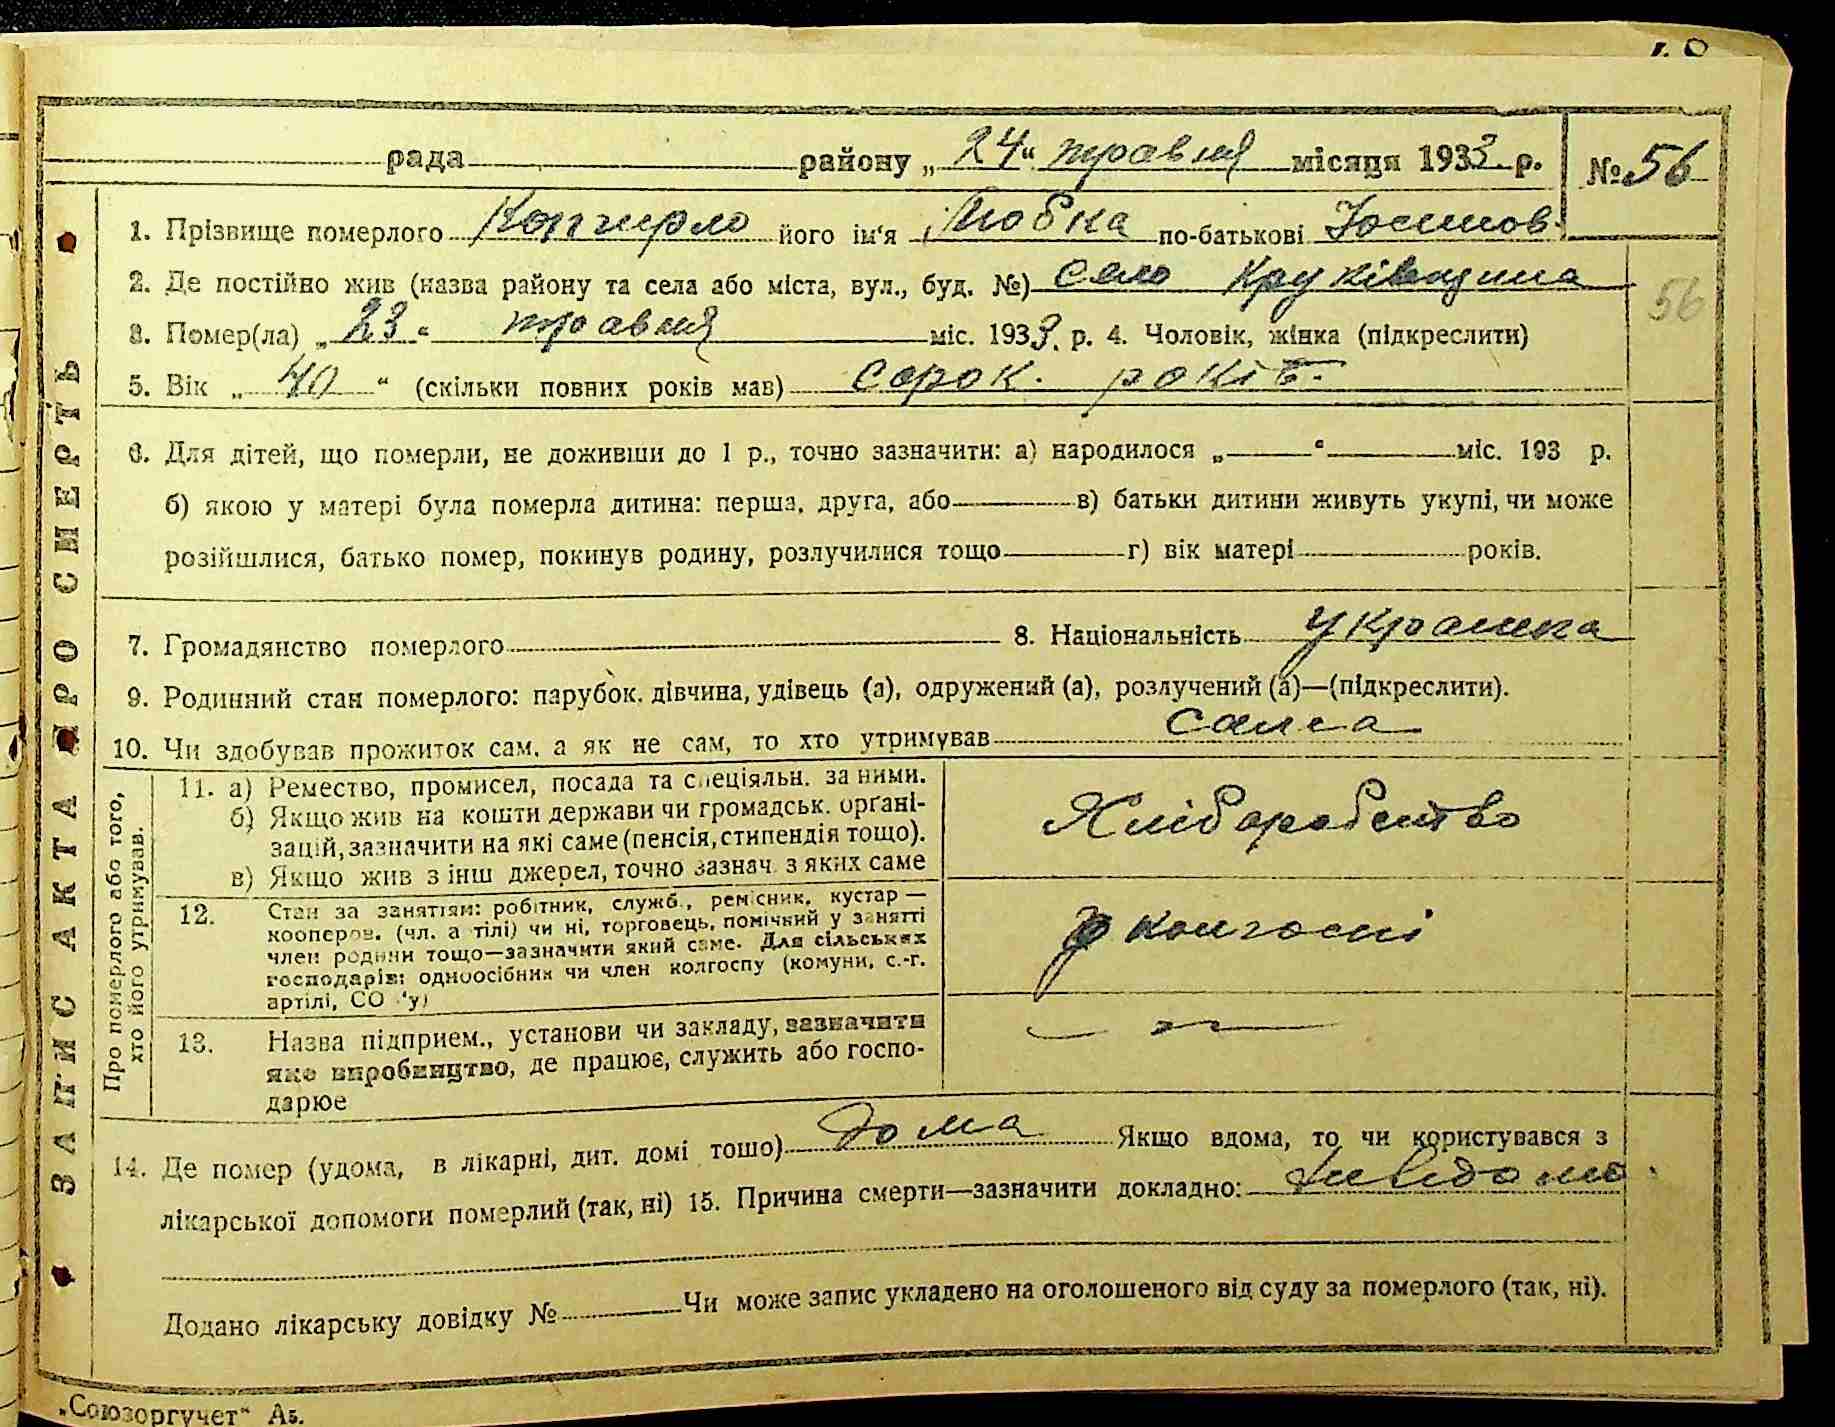 рада районy „24“ травня місяця 1933 р. № 56
1. Прізвище померлого Копчирло його ім'я Любка по-батькові Йосипов.
2. Де постійно жив (назва району та села або міста, вул., буд. №) Село Круківщина
56
3. Помер(ла) „23“ травня міс. 1933. р. 4. Чоловік, жінка (підкреслити)
5. Вік „40“ (скільки повних років мав) сорок. років.
6. Для дітей, що померли, не доживши до 1 р., точно зазначити: а) народилося „ “ міс. 193 р.
б) якою у матері була померла дитина: перша, друга, або в) батьки дитини живуть укупі, чи може
розійшлися, батько помер, покинув родину, розлучилися тощо г) вік матері років.
7. Громадянство померлого 8. Національність українка
9. Родинний стан померлого: парубок, дівчина, удівець (а), одружений (а), розлучений (а)—(підкреслити).
10. Чи здобував прожиток сам, а як не сам, то хто утримував сама
Про померлого або того,
хто його утримував.
11. а) Ремество, промисел, посада та спеціяльн. за ними.
б) Якщо жив на кошти держави чи громадськ. орґані-
зацій, зазначити на які саме (пенсія, стипендія тощо).
в) Якщо жив з інш джерел, точно зазнач. з яких саме
Хліборобство
12. Стан за заняттям: робітник, служб., ремісник, кустар —
кооперов. (чл. артілі) чи ні, торговець, помічний у занятті
член родини тощо—зазначити який саме. Для сільських
господарів: одноосібник чи член колгоспу (комуни, с.-г.
артілі, СО 'у)
у колгоспі
13. Назва підприєм., установи чи закладу, зазначити
яке виробництво, де працює, служить або госпо-
дарює
14. Де помер (удома, в лікарні, дит. домі тощо) дома Якщо вдома, то чи користувався з
лікарської допомоги померлий (так, ні) 15. Причина смерти—зазначити докладно: Невідомо
Додано лікарську довідку № Чи може запис укладено на оголошеного від суду за померлого (так, ні).
ЗАПИС АКТА ПРО СМЕРТЬ
„Союзоргучет“ А5.